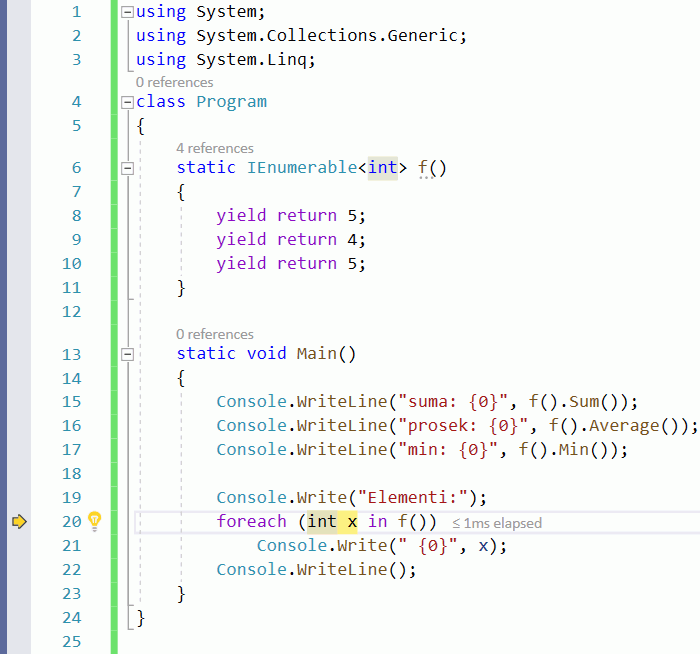 1 using System;
2 using System.Collections.Generic;
3 using System.Linq;
0 references
4 class Program
5 {
4 references
6 static IEnumerable<int> f()
7 {
8 yield return 5;
9 yield return 4;
10 yield return 5;
11 }
12
0 references
13 static void Main()
14 {
15 Console.WriteLine("suma: {0}", f().Sum());
16 Console.WriteLine("prosek: {0}", f().Average());
17 Console.WriteLine("min: {0}", f().Min());
18
19 Console.Write("Elementi:");
20 foreach (int x in f()) ≤ 1ms elapsed
21 Console.Write(" {0}", x);
22 Console.WriteLine();
23 }
24 }
25